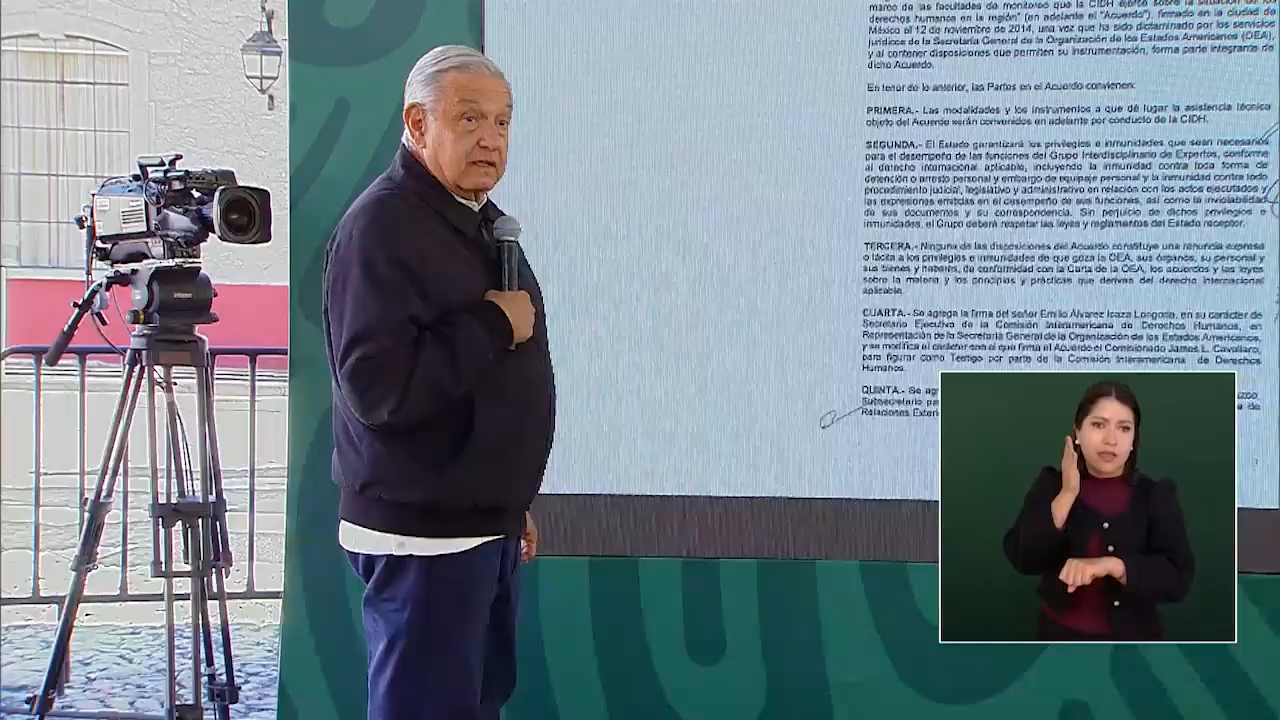 marco de las facultades de monitoreo que la CIDH ejerce sobre la situación de los
derechos humanos en la región" (en adelante el "Acuerdo"), firmado en la ciudad de
México el 12 de noviembre de 2014, una vez que ha sido dictaminado por los servicios
jurídicos de la Secretaría General de la Organización de los Estados Americanos (OEA),
y al contener disposiciones que permiten su instrumentación, forma parte integrante de
dicho Acuerdo.
En tenor de lo anterior, las Partes en el Acuerdo convienen:
PRIMERA.- Las modalidades y los instrumentos a que dé lugar la asistencia técnica
objeto del Acuerdo serán convenidos en adelante por conducto de la CIDH.
SEGUNDA.- El Estado garantizará los privilegios e inmunidades que sean necesarios
para el desempeño de las funciones del Grupo Interdisciplinario de Expertos, conforme
al derecho internacional aplicable, incluyendo la inmunidad contra toda forma de
detención o arresto personal y embargo de equipaje personal y la inmunidad contra todo
procedimiento judicial, legislativo y administrativo en relación con los actos ejecutados y
las expresiones emitidas en el desempeño de sus funciones, así como la inviolabilidad
de sus documentos y su correspondencia. Sin perjuicio de dichos privilegios e
inmunidades, el Grupo deberá respetar las leyes y reglamentos del Estado receptor.
TERCERA.- Ninguna de las disposiciones del Acuerdo constituye una renuncia expresa
o tácita a los privilegios e inmunidades de que goza la OEA, sus órganos, su personal y
sus bienes y haberes, de conformidad con la Carta de la OEA, los acuerdos y las leyes
sobre la materia y los principios y prácticas que derivan del derecho internacional
aplicable.
CUARTA.- Se agrega la firma del señor Emilio Álvarez Icaza Longoria, en su carácter de
Secretario Ejecutivo de la Comisión Interamericana de Derechos Humanos, en
Representación de la Secretaría General de la Organización de los Estados Americanos,
y se modifica el carácter con el que firma el Acuerdo el Comisionado James L. Cavallaro,
para figurar como Testigo por parte de la Comisión Interamericana de Derechos
Humanos.
QUINTA.- Se ag
Subsecretario pa
Relaciones Exteri de